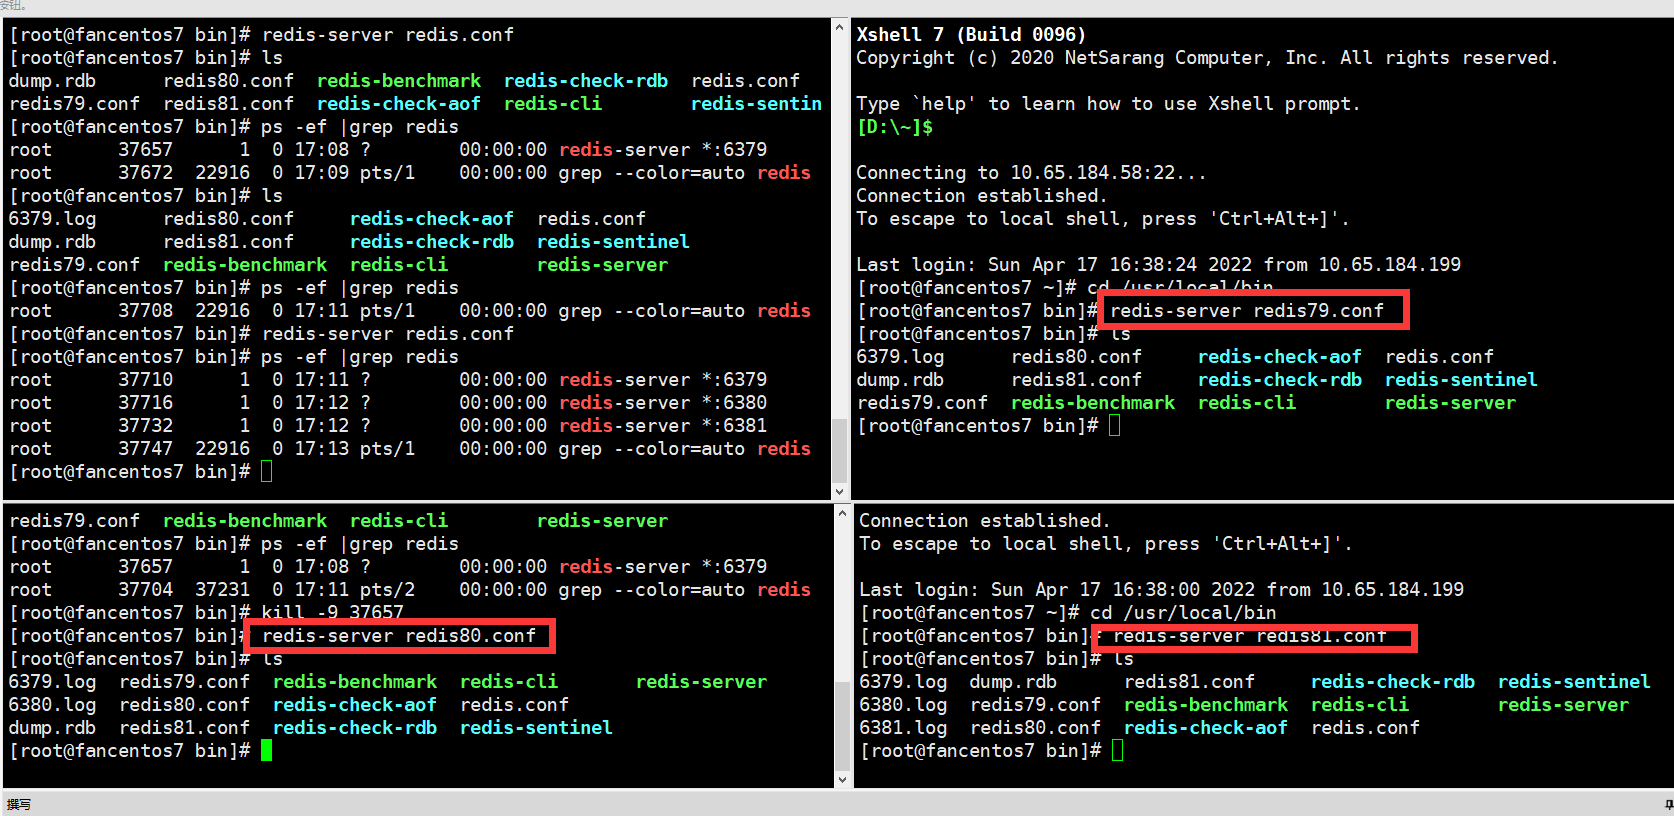 按钮。
[root@fancentos7 bin]# redis-server redis.conf
[root@fancentos7 bin]# ls
dump.rdb      redis80.conf  redis-benchmark  redis-check-rdb  redis.conf
redis79.conf  redis81.conf  redis-check-aof  redis-cli        redis-sentin
[root@fancentos7 bin]# ps -ef |grep redis
root      37657      1  0 17:08 ?        00:00:00 redis-server *:6379
root      37672  22916  0 17:09 pts/1    00:00:00 grep --color=auto redis
[root@fancentos7 bin]# ls
6379.log      redis80.conf     redis-check-aof  redis.conf
dump.rdb      redis81.conf     redis-check-rdb  redis-sentinel
redis79.conf  redis-benchmark  redis-cli        redis-server
[root@fancentos7 bin]# ps -ef |grep redis
root      37708  22916  0 17:11 pts/1    00:00:00 grep --color=auto redis
[root@fancentos7 bin]# redis-server redis.conf
[root@fancentos7 bin]# ps -ef |grep redis
root      37710      1  0 17:11 ?        00:00:00 redis-server *:6379
root      37716      1  0 17:12 ?        00:00:00 redis-server *:6380
root      37732      1  0 17:12 ?        00:00:00 redis-server *:6381
root      37747  22916  0 17:13 pts/1    00:00:00 grep --color=auto redis
[root@fancentos7 bin]#
Xshell 7 (Build 0096)
Copyright (c) 2020 NetSarang Computer, Inc. All rights reserved.
Type `help' to learn how to use Xshell prompt.
[D:\~]$
Connecting to 10.65.184.58:22...
Connection established.
To escape to local shell, press 'Ctrl+Alt+]'.
Last login: Sun Apr 17 16:38:24 2022 from 10.65.184.199
[root@fancentos7 ~]# cd /usr/local/bin
[root@fancentos7 bin]# redis-server redis79.conf
[root@fancentos7 bin]# ls
6379.log      redis80.conf     redis-check-aof  redis.conf
dump.rdb      redis81.conf     redis-check-rdb  redis-sentinel
redis79.conf  redis-benchmark  redis-cli        redis-server
[root@fancentos7 bin]#
redis79.conf  redis-benchmark  redis-cli        redis-server
[root@fancentos7 bin]# ps -ef |grep redis
root      37657      1  0 17:08 ?        00:00:00 redis-server *:6379
root      37704  37231  0 17:11 pts/2    00:00:00 grep --color=auto redis
[root@fancentos7 bin]# kill -9 37657
[root@fancentos7 bin]# redis-server redis80.conf
[root@fancentos7 bin]# ls
6379.log  redis79.conf  redis-benchmark  redis-cli       redis-server
6380.log  redis80.conf  redis-check-aof  redis.conf
dump.rdb  redis81.conf  redis-check-rdb  redis-sentinel
[root@fancentos7 bin]#
Connection established.
To escape to local shell, press 'Ctrl+Alt+]'.
Last login: Sun Apr 17 16:38:00 2022 from 10.65.184.199
[root@fancentos7 ~]# cd /usr/local/bin
[root@fancentos7 bin]# redis-server redis81.conf
[root@fancentos7 bin]# ls
6379.log  dump.rdb      redis81.conf     redis-check-rdb  redis-sentinel
6380.log  redis79.conf  redis-benchmark  redis-cli        redis-server
6381.log  redis80.conf  redis-check-aof  redis.conf
[root@fancentos7 bin]#
撰写